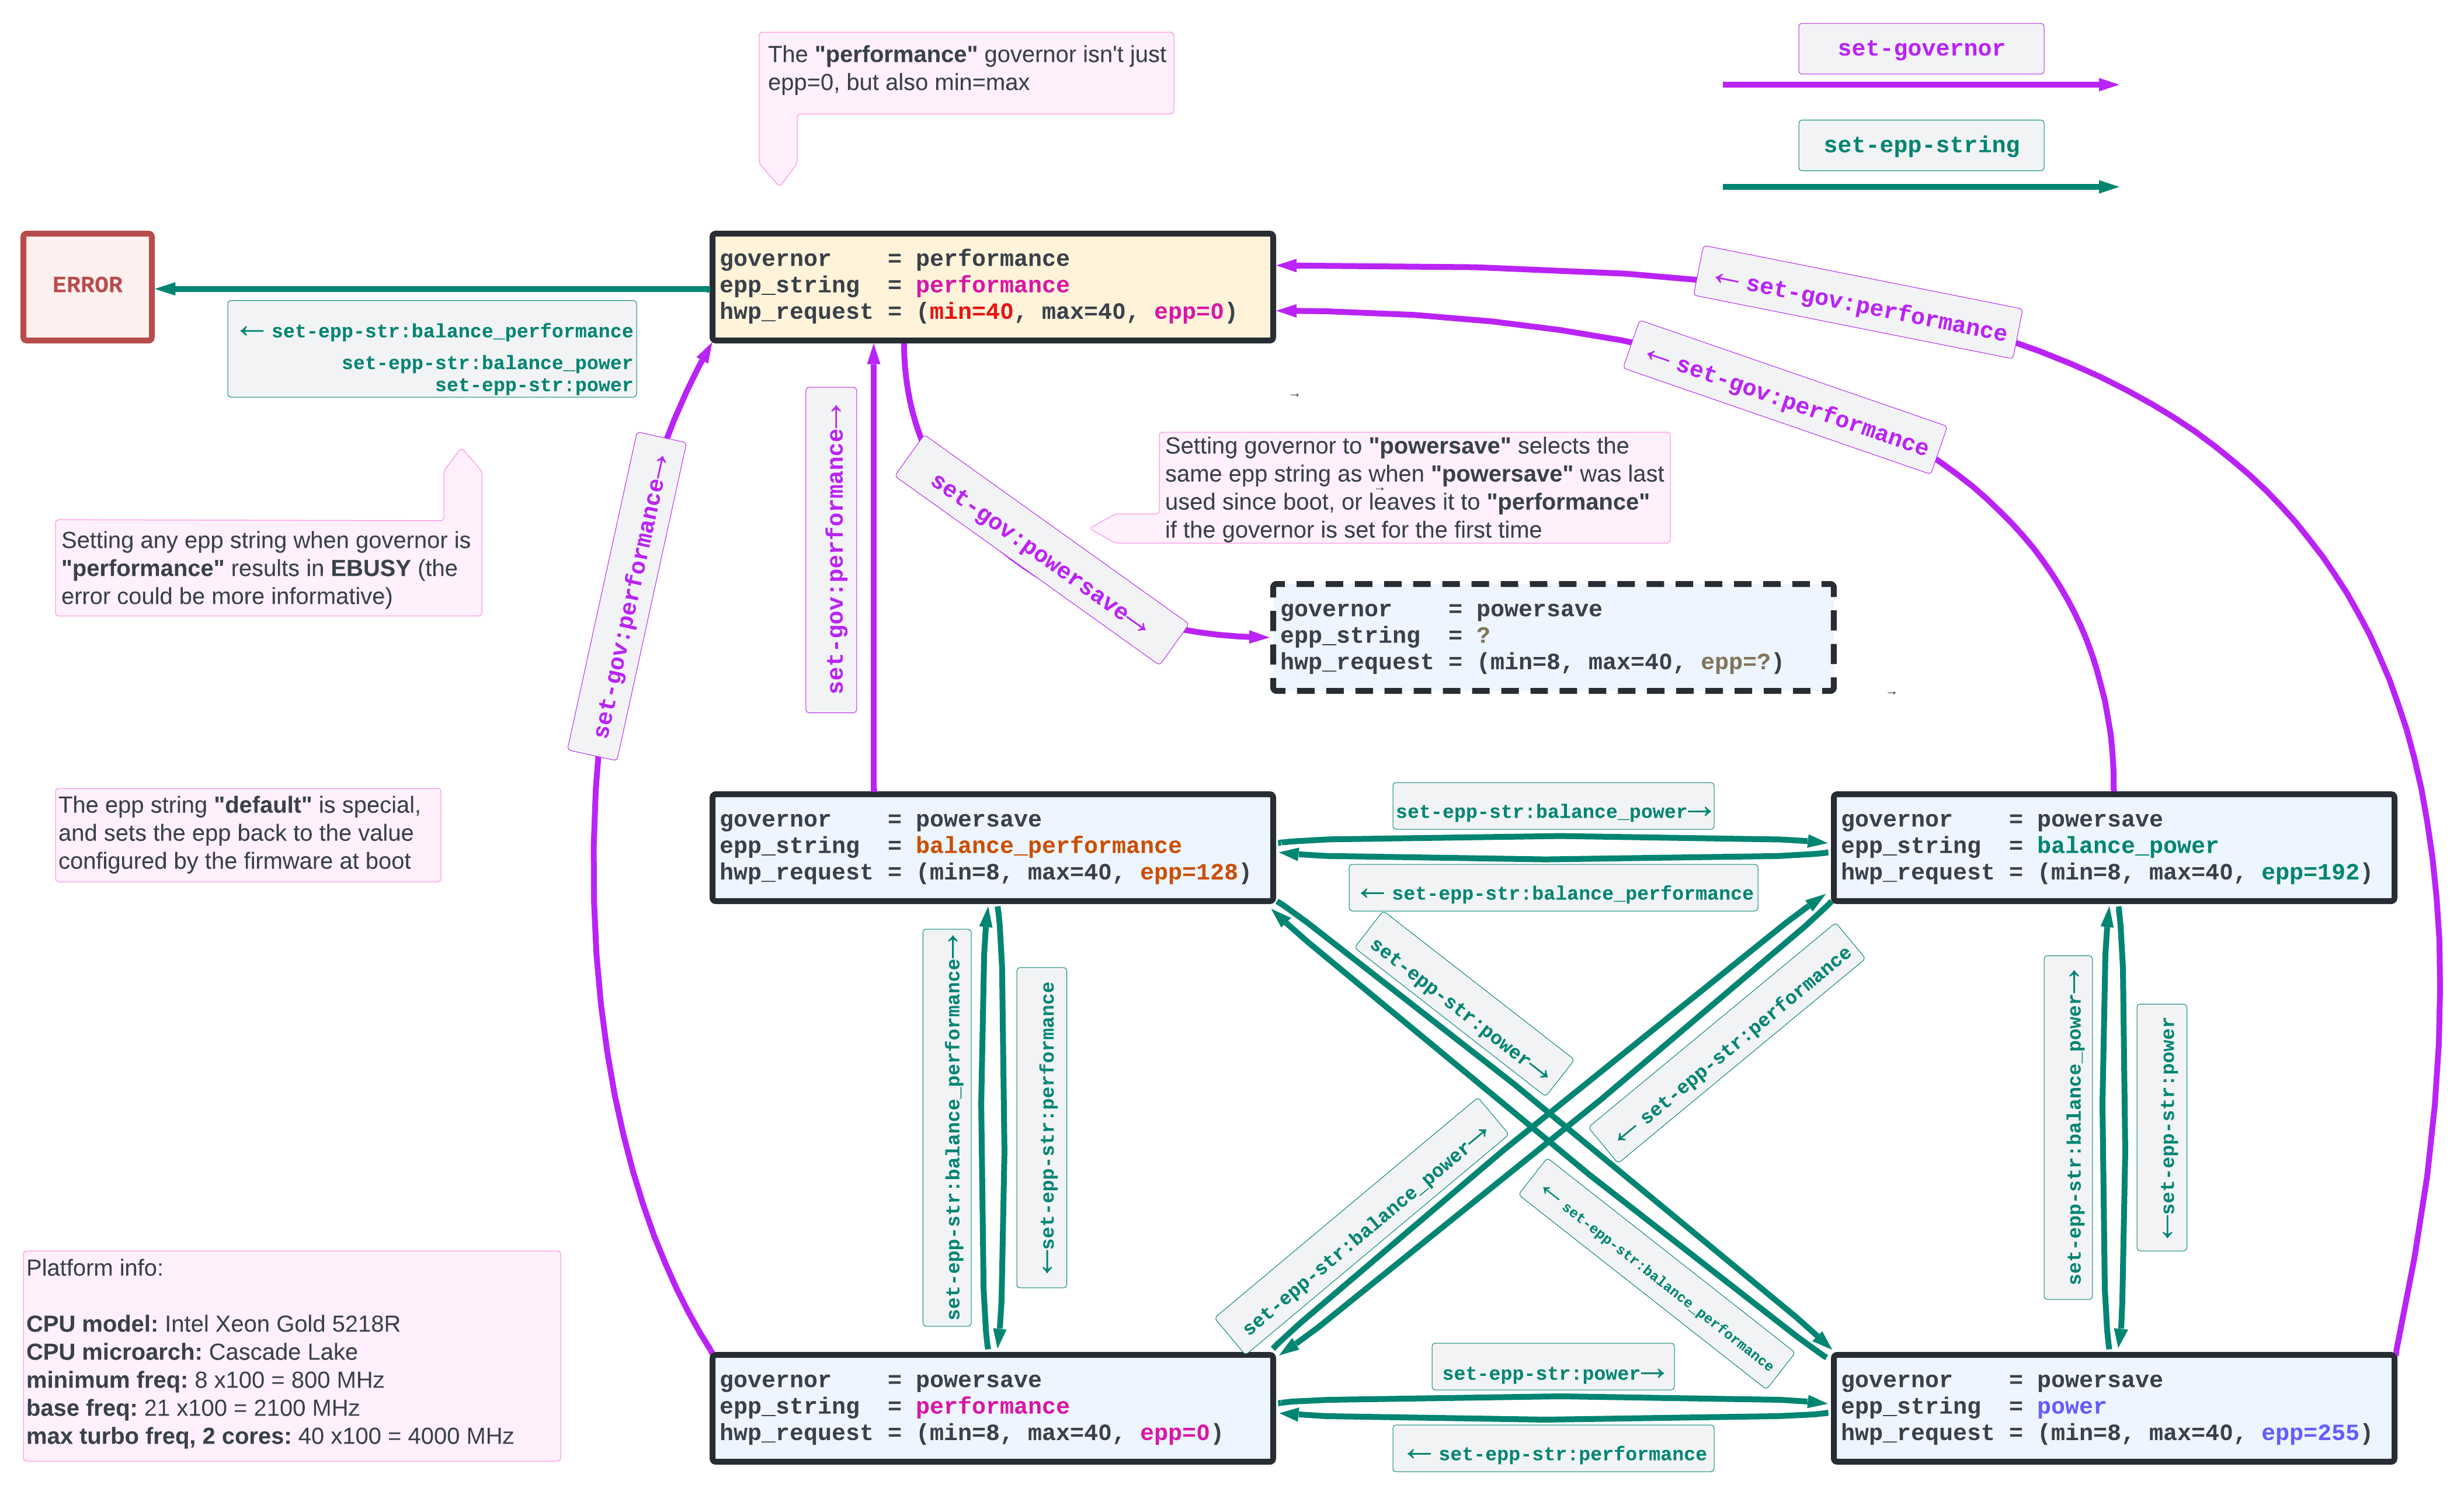 The "performance" governor isn't just
epp=0, but also min=max
set-governor
set-epp-string
ERROR
← set-epp-str:balance_performance
set-epp-str:balance_power
set-epp-str:power
governor    = performance
epp_string  = performance
hwp_request = (min=40, max=40, epp=0)
← set-gov:performance
← set-gov:performance
set-gov:performance→
set-gov:performance→
set-gov:powersave→
→
Setting governor to "powersave" selects the
same epp string as when "powersave" was last
used since boot, or leaves it to "performance"
if the governor is set for the first time
→
Setting any epp string when governor is
"performance" results in EBUSY (the
error could be more informative)
governor    = powersave
epp_string  = ?
hwp_request = (min=8, max=40, epp=?)
→
The epp string "default" is special,
and sets the epp back to the value
configured by the firmware at boot
governor    = powersave
epp_string  = balance_performance
hwp_request = (min=8, max=40, epp=128)
set-epp-str:balance_power→
← set-epp-str:balance_performance
governor    = powersave
epp_string  = balance_power
hwp_request = (min=8, max=40, epp=192)
set-epp-str:balance_performance→
←set-epp-str:performance
set-epp-str:power→
← set-epp-str:performance
set-epp-str:balance_power→
← set-epp-str:balance_performance
set-epp-str:balance_power→
←set-epp-str:power
Platform info:
CPU model: Intel Xeon Gold 5218R
CPU microarch: Cascade Lake
minimum freq: 8 x100 = 800 MHz
base freq: 21 x100 = 2100 MHz
max turbo freq, 2 cores: 40 x100 = 4000 MHz
governor    = powersave
epp_string  = performance
hwp_request = (min=8, max=40, epp=0)
set-epp-str:power→
← set-epp-str:performance
governor    = powersave
epp_string  = power
hwp_request = (min=8, max=40, epp=255)